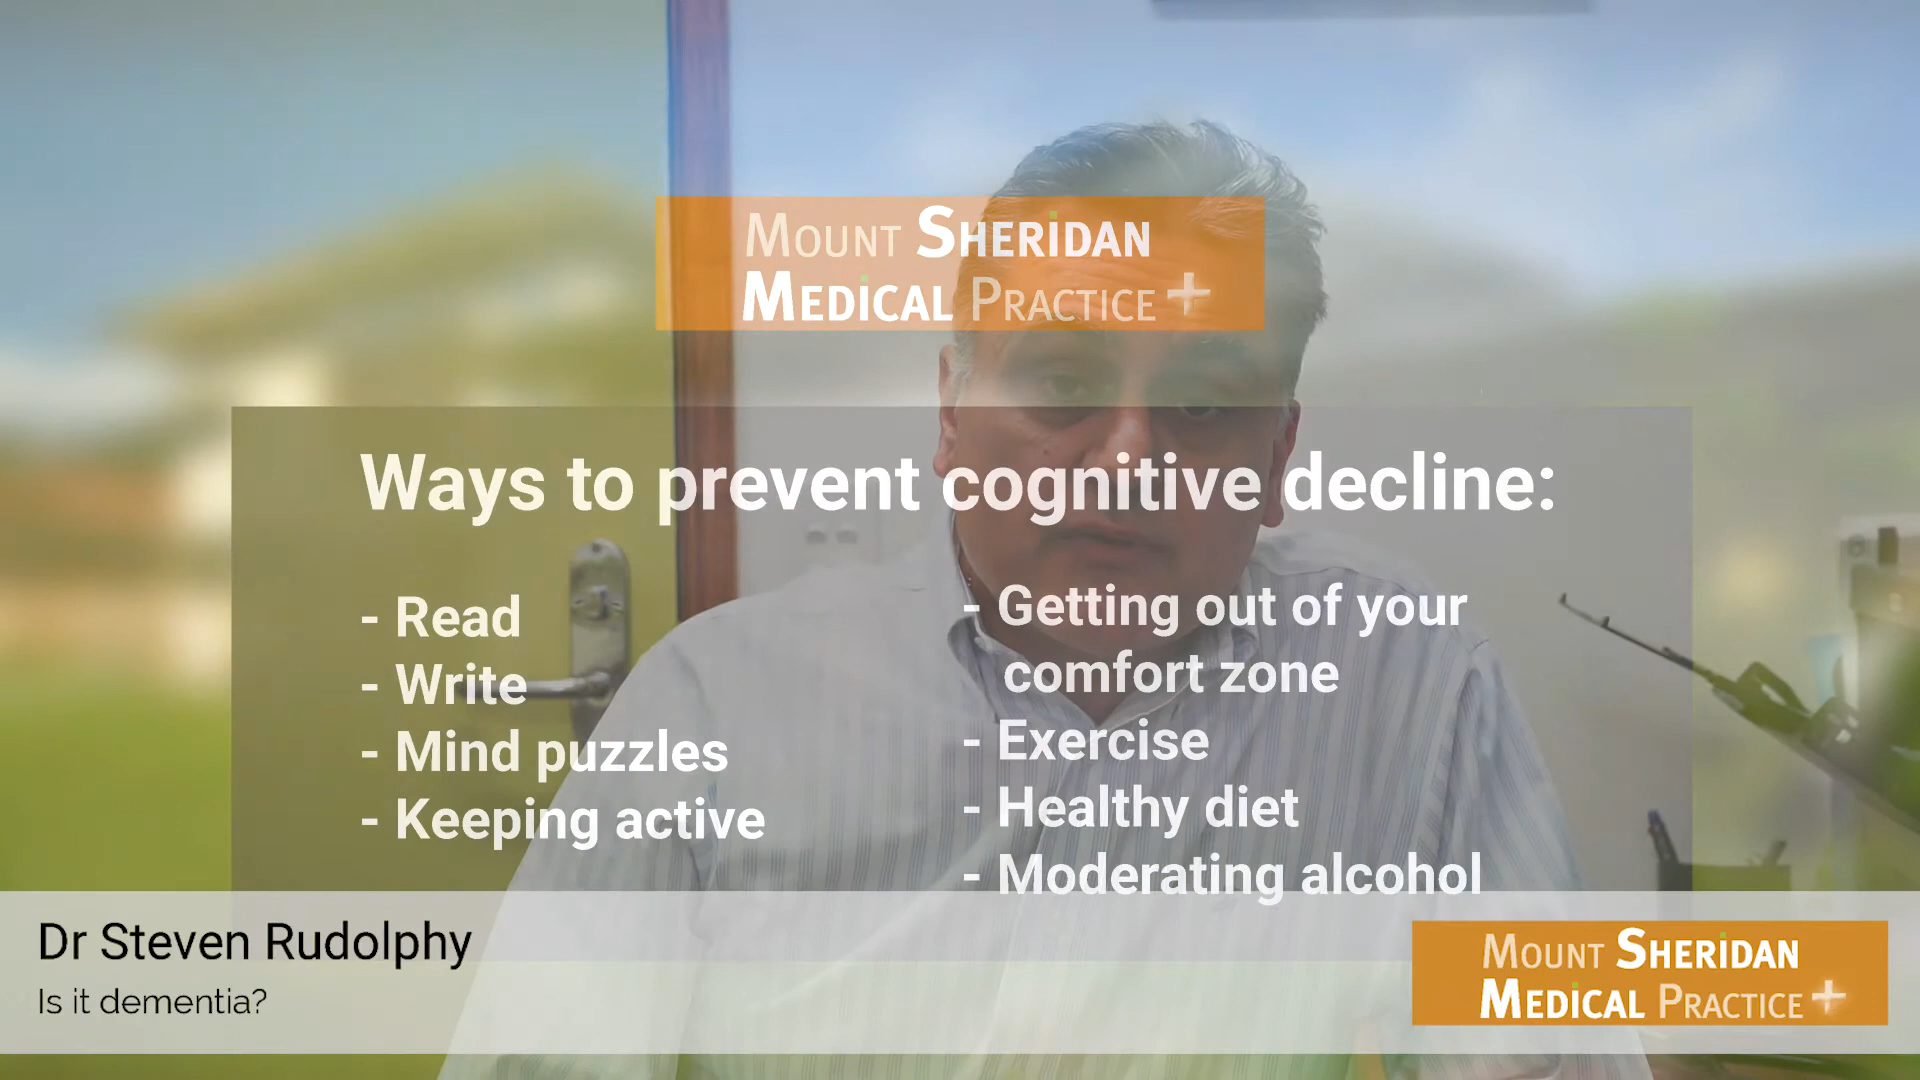 Mount Sheridan
Medical Practice +
Ways to prevent cognitive decline:
- Read
- Write
- Mind puzzles
- Keeping active
- Getting out of your
comfort zone
- Exercise
- Healthy diet
- Moderating alcohol
Dr Steven Rudolphy
Is it dementia?
Mount Sheridan
Medical Practice +